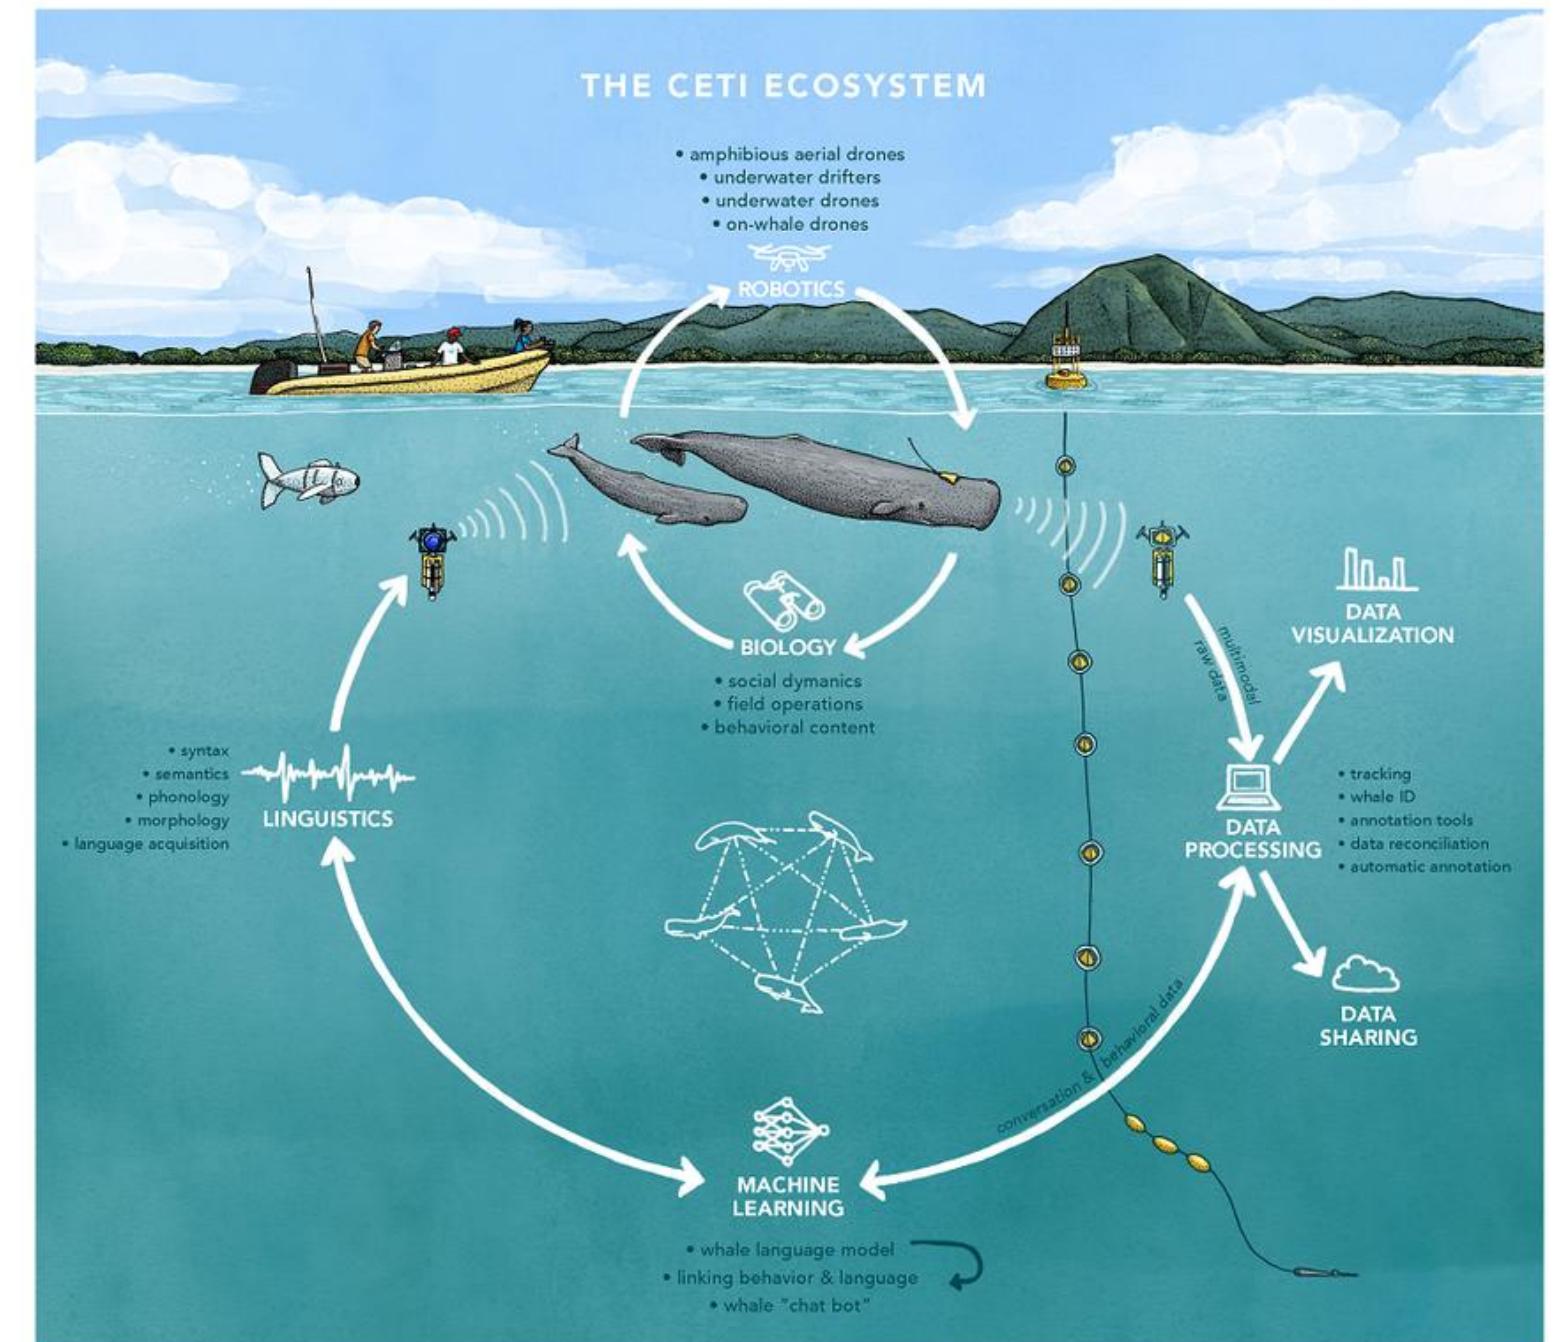 THE CETI ECOSYSTEM
• amphibious aerial drones
• underwater drifters
• underwater drones
• on-whale drones
ROBOTICS
BIOLOGY
• social dymanics
• field operations
• behavioral content
multimodal
raw data
DATA
VISUALIZATION
• syntax
• semantics
• phonology
• morphology
• language acquisition
LINGUISTICS
DATA
PROCESSING
• tracking
• whale ID
• annotation tools
• data reconciliation
• automatic annotation
DATA
SHARING
conversation & behavioral data
MACHINE
LEARNING
• whale language model
• linking behavior & language
• whale "chat bot"